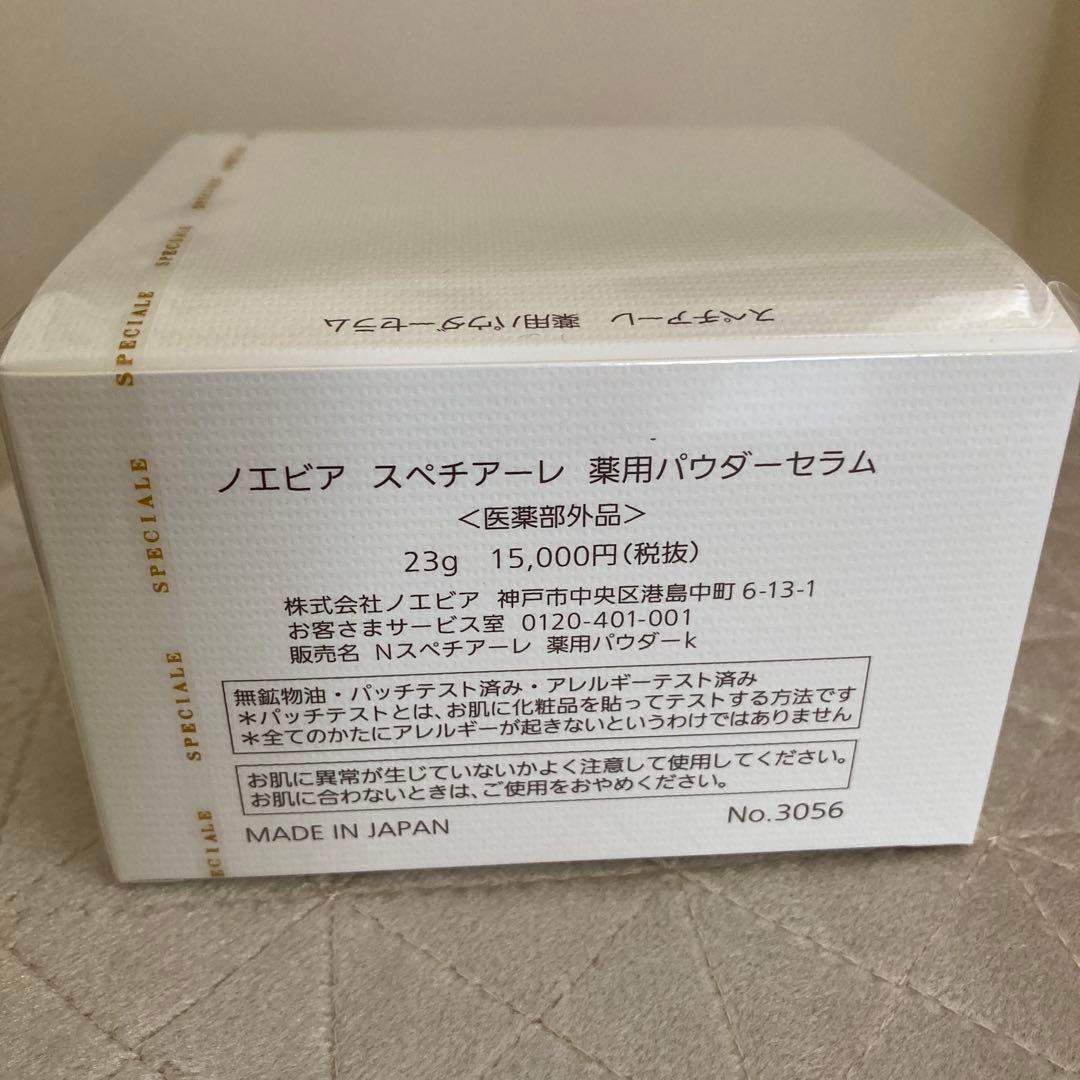 SPECIALE
SPECIALE
SPECIALE
SPECIALE
SPECIALE
スペチアーレ 薬用パウダーセラム
ノエビア スペチアーレ 薬用パウダーセラム
<医薬部外品>
23g 15,000円(税抜)
株式会社ノエビア 神戸市中央区港島中町6-13-1
お客さまサービス室 0120-401-001
販売名 Nスペチアーレ 薬用パウダーk
無鉱物油・パッチテスト済み・アレルギーテスト済み
*パッチテストとは、お肌に化粧品を貼ってテストする方法です
*全てのかたにアレルギーが起きないというわけではありません
お肌に異常が生じていないかよく注意して使用してください。
お肌に合わないときは、ご使用をおやめください。
MADE IN JAPAN
No.3056
ECIALE